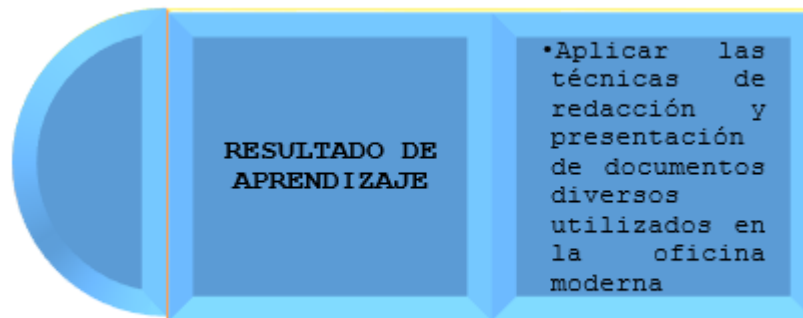 RESULTADO DE
APRENDIZAJE
•Aplicar las
técnicas de
redacción y
presentación
de documentos
diversos
utilizados en
la oficina
moderna